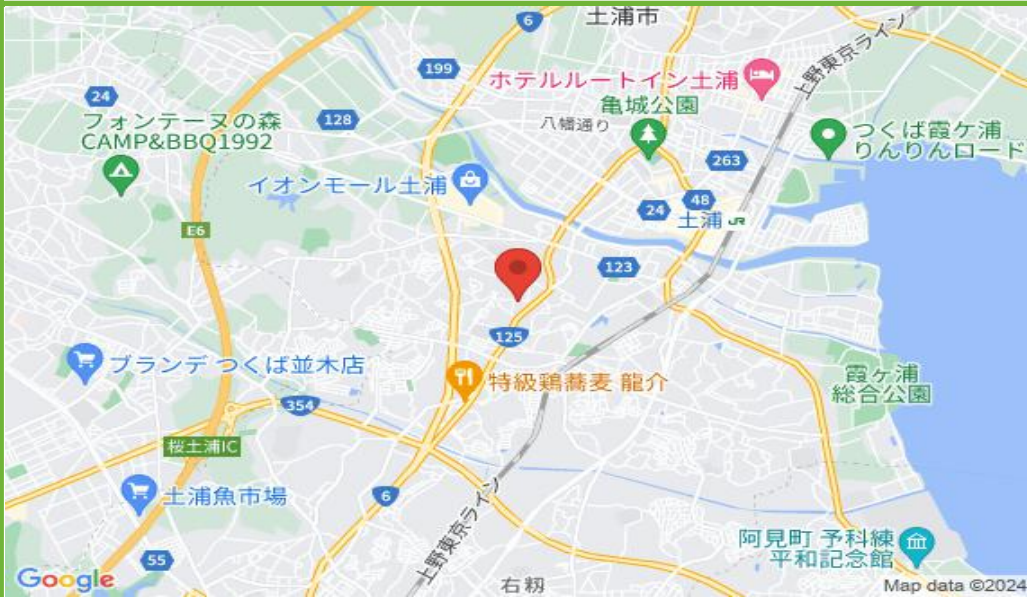 土浦市
6
上野東京ライン
199
ホテルルートイン土浦
24
亀城公園
128
八幡通り
フォンテーヌの森
CAMP&BBQ1992
つくば霞ケ浦
りんりんロード
263
イオンモール土浦
48
24
土浦 JR
E6
123
125
ブランデ つくば並木店
特級鶏蕎麦 龍介
霞ヶ浦
総合公園
354
桜土浦IC
土浦魚市場
6
上野東京ライン
阿見町 予科練
平和記念館
55
Google
右籾
Map data ©2024